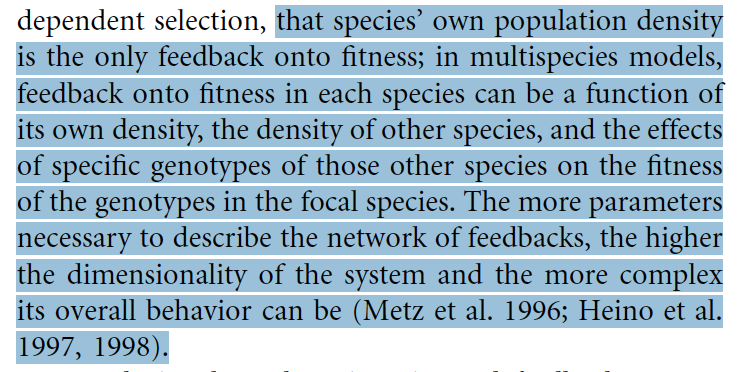 dependent selection, that species’ own population density
is the only feedback onto fitness; in multispecies models,
feedback onto fitness in each species can be a function of
its own density, the density of other species, and the effects
of specific genotypes of those other species on the fitness
of the genotypes in the focal species. The more parameters
necessary to describe the network of feedbacks, the higher
the dimensionality of the system and the more complex
its overall behavior can be (Metz et al. 1996; Heino et al.
1997, 1998).